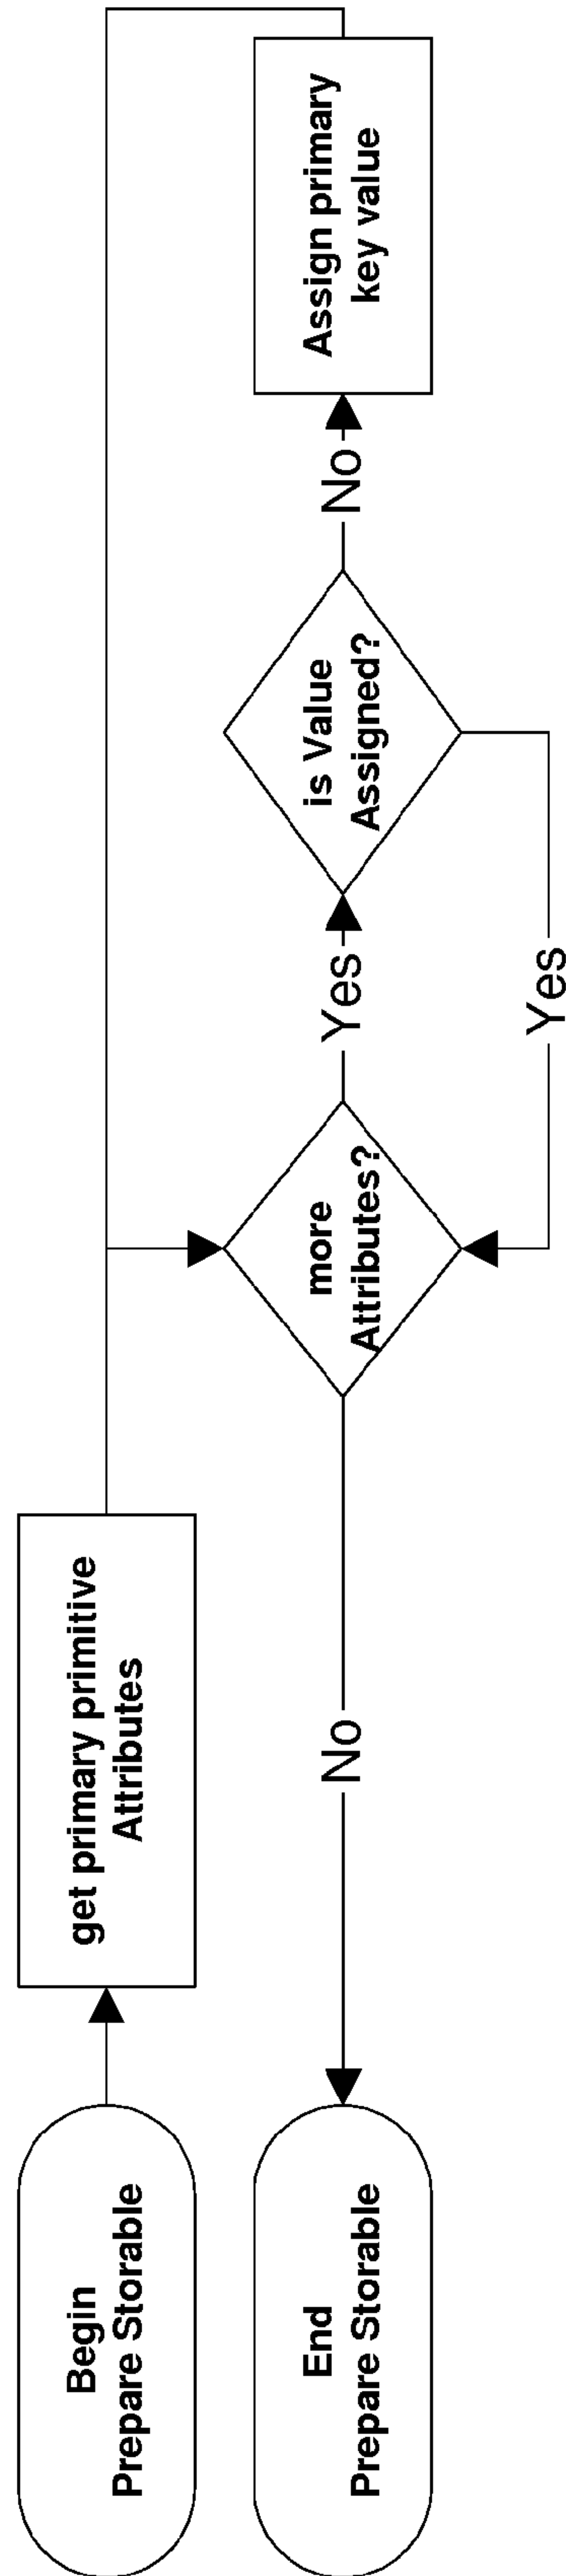 Begin
Prepare Storable
get primary primitive
Attributes
End
Prepare Storable
No
more
Attributes?
Yes
is Value
Assigned?
No
Assign primary
key value
Yes